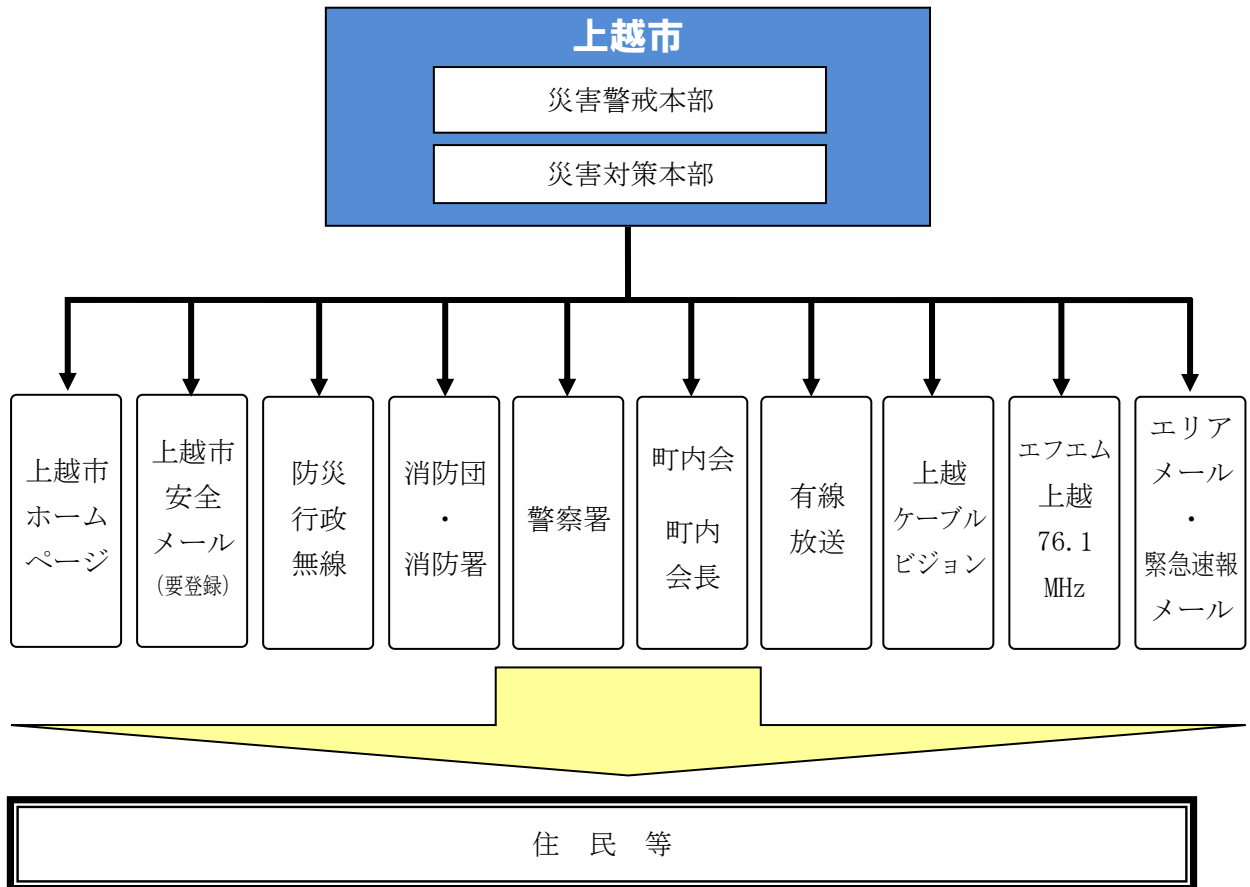 上越市
災害警戒本部
災害対策本部
上越市
ホーム
ページ
上越市
安全
メール
(要登録)
防災
行政
無線
消防団
・
消防署
警察署
町内会
町内
会長
有線
放送
上越
ケーブル
ビジョン
エフエム
上越
76.1
MHz
エリア
メール
・
緊急速報
メール
住 民 等